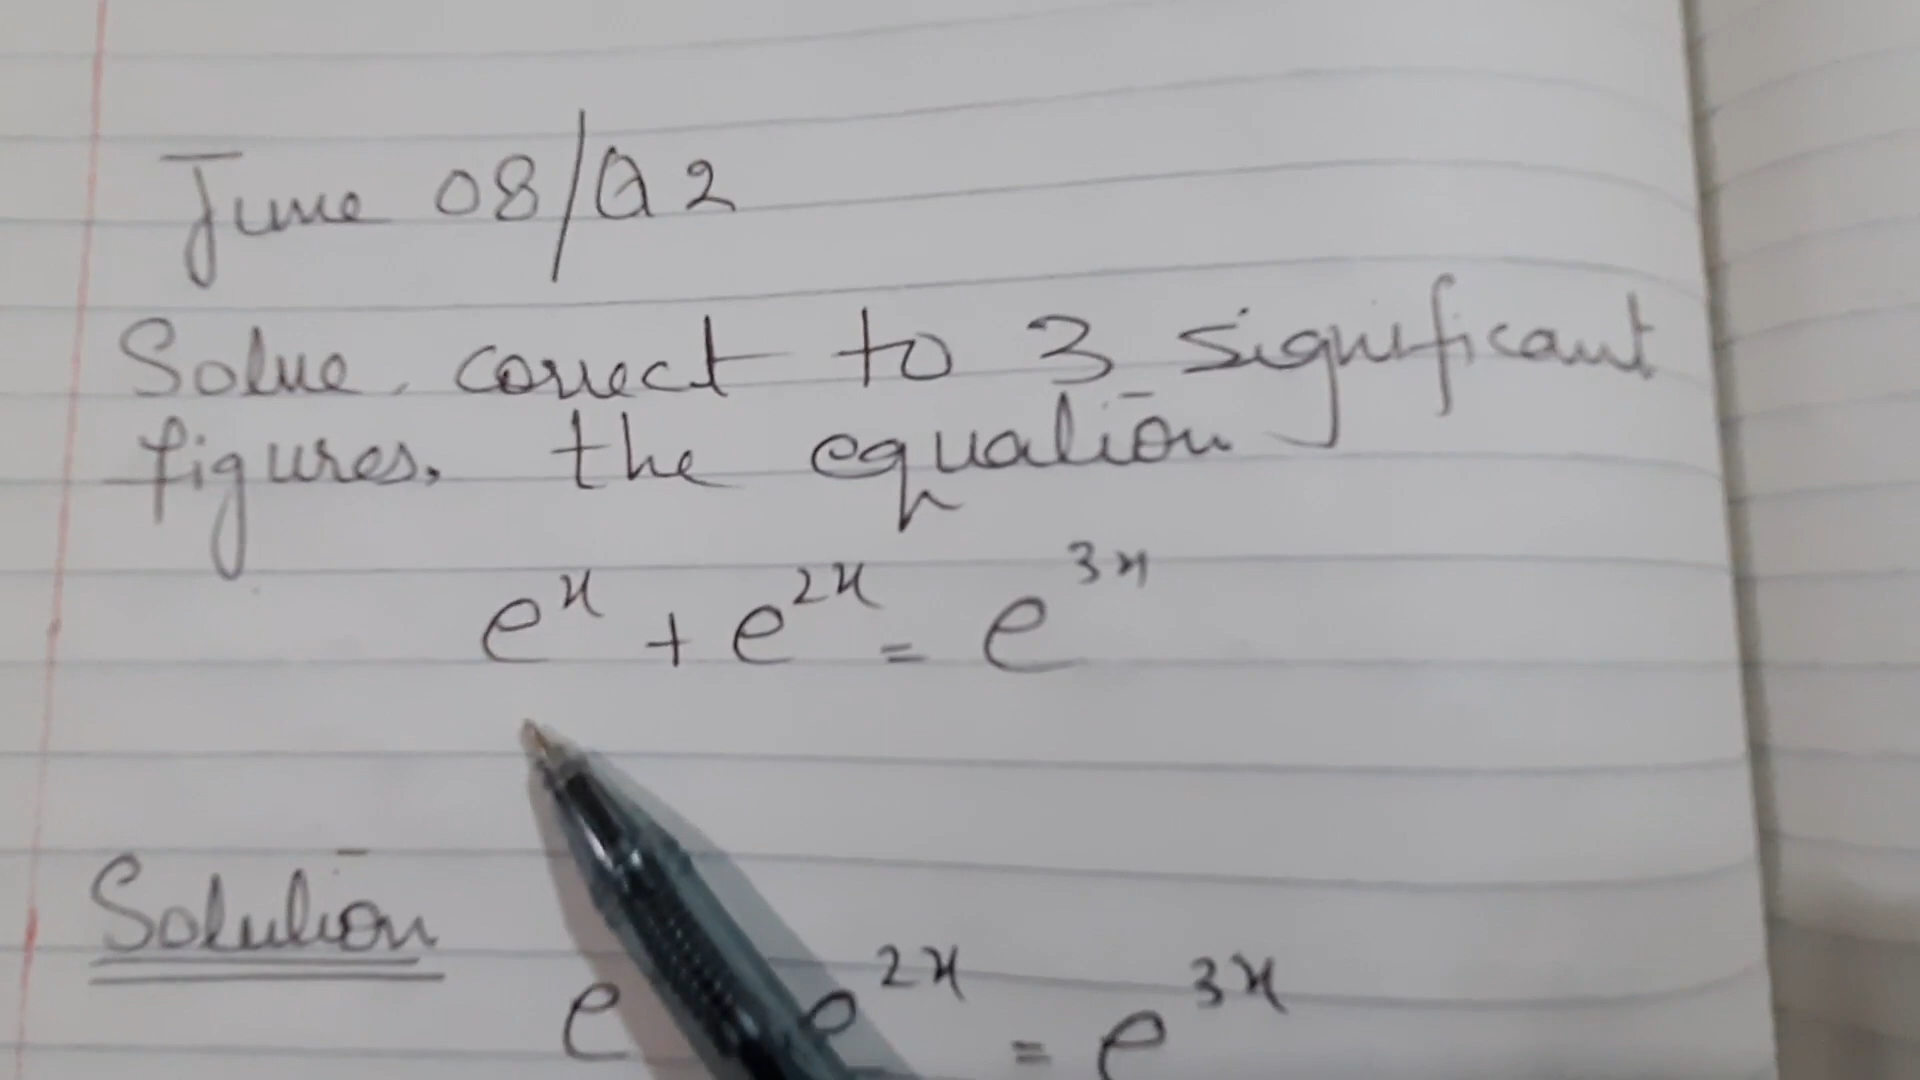 June 08/Q2
Solve correct to 3 significant
figures, the equation
e^x + e^2x = e^3x
Solution
e e^2x = e^3x